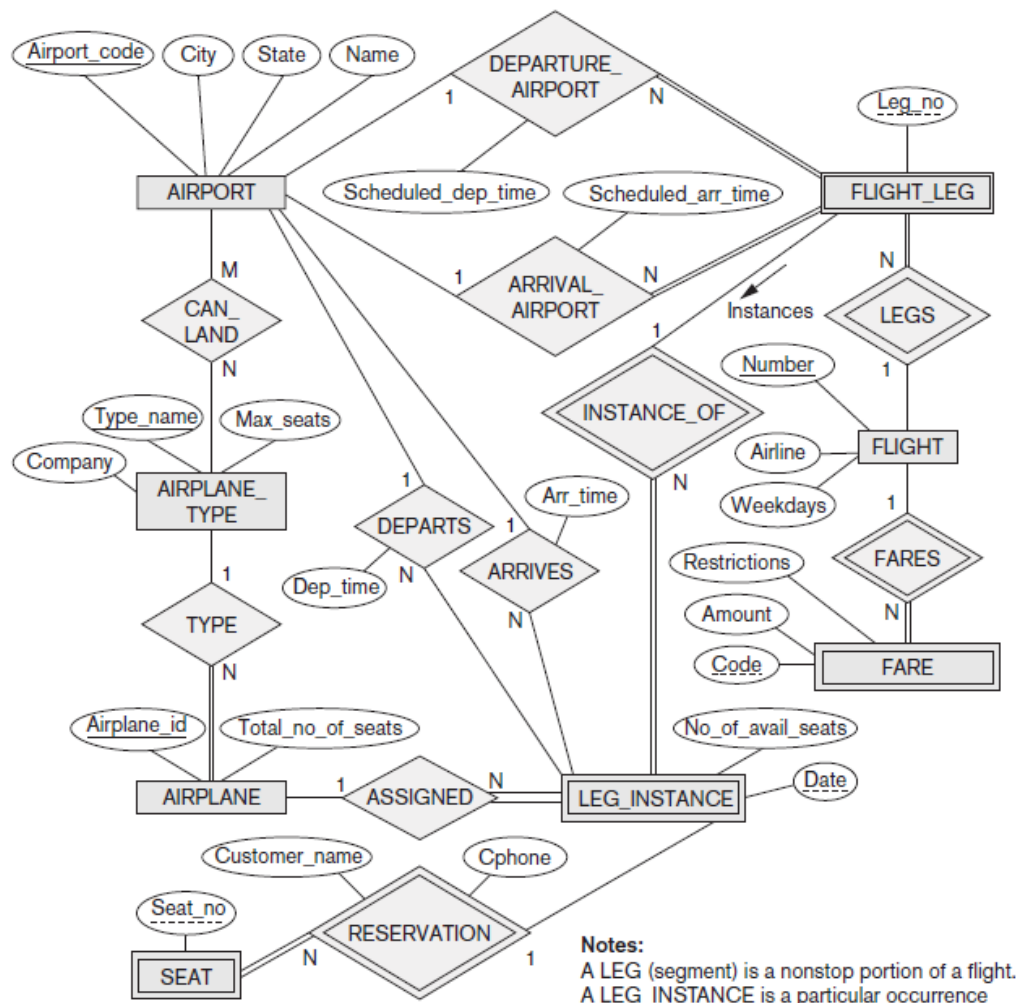 Airport_code
City
State
Name
DEPARTURE_
AIRPORT
1
N
Leg_no
AIRPORT
Scheduled_dep_time
Scheduled_arr_time
FLIGHT_LEG
M
1
ARRIVAL_
AIRPORT
N
Instances
N
LEGS
1
CAN_
LAND
N
1
INSTANCE_OF
N
Number
Type_name
Max_seats
Company
AIRPLANE_
TYPE
Airline
FLIGHT
Weekdays
1
DEPARTS
N
Dep_time
1
Arr_time
ARRIVES
N
1
FARES
N
Restrictions
Amount
Code
FARE
1
TYPE
N
Airplane_id
Total_no_of_seats
No_of_avail_seats
Date
AIRPLANE
1
ASSIGNED
N
LEG_INSTANCE
Customer_name
Cphone
Seat_no
RESERVATION
N
1
SEAT
Notes:
A LEG (segment) is a nonstop portion of a flight.
A LEG_INSTANCE is a particular occurrence